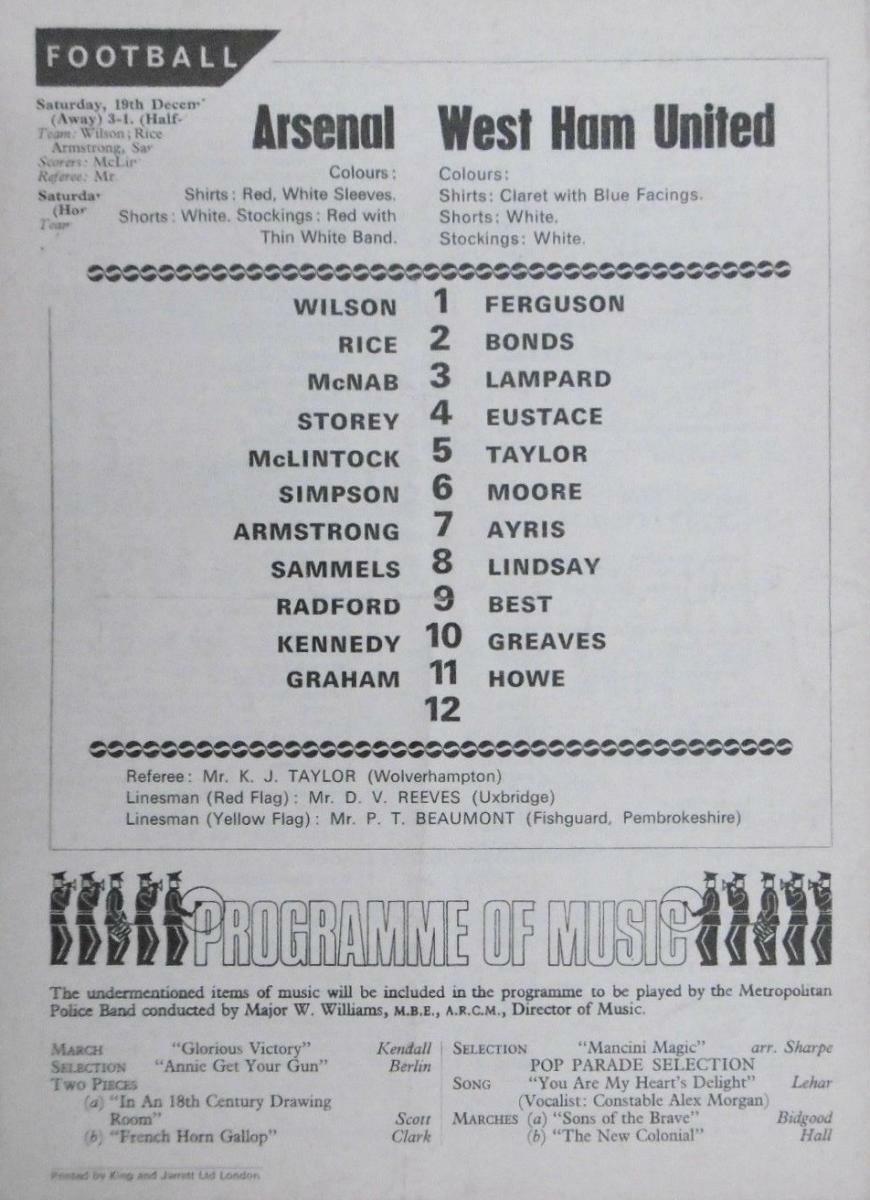 FOOTBALL
Saturday, 19th Decem
(Away) 3-1. (Half-
Team: Wilson; Rice
Armstrong, Sam
Scorers: McLin
Referee: Mr.
Saturda
(Hor
Team
Arsenal
Colours:
Shirts: Red, White Sleeves.
Shorts: White. Stockings: Red with
Thin White Band.
West Ham United
Colours:
Shirts: Claret with Blue Facings.
Shorts: White.
Stockings: White.
WILSON 1 FERGUSON
RICE 2 BONDS
McNAB 3 LAMPARD
STOREY 4 EUSTACE
McLINTOCK 5 TAYLOR
SIMPSON 6 MOORE
ARMSTRONG 7 AYRIS
SAMMELS 8 LINDSAY
RADFORD 9 BEST
KENNEDY 10 GREAVES
GRAHAM 11 HOWE
12
Referee: Mr. K. J. TAYLOR (Wolverhampton)
Linesman (Red Flag): Mr. D. V. REEVES (Uxbridge)
Linesman (Yellow Flag): Mr. P. T. BEAUMONT (Fishguard, Pembrokeshire)
PROGRAMME OF MUSIC
The undermentioned items of music will be included in the programme to be played by the Metropolitan
Police Band conducted by Major W. Williams, M.B.E., A.R.C.M., Director of Music.
MARCH "Glorious Victory" Kendall
SELECTION "Annie Get Your Gun" Berlin
TWO PIECES
(a) "In An 18th Century Drawing
Room" Scott
(b) "French Horn Gallop" Clark
SELECTION "Mancini Magic" arr. Sharpe
POP PARADE SELECTION
SONG "You Are My Heart's Delight" Lehar
(Vocalist: Constable Alex Morgan)
MARCHES (a) "Sons of the Brave" Bidgood
(b) "The New Colonial" Hall
Printed by King and Jarrett Ltd London